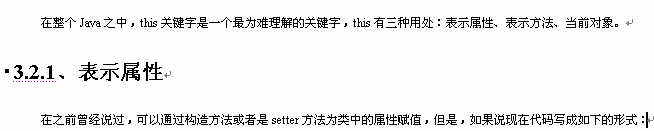 在整个 Java 之中，this 关键字是一个最为难理解的关键字，this 有三种用处：表示属性、表示方法、当前对象。
3.2.1、表示属性
在之前曾经说过，可以通过构造方法或者是 setter 方法为类中的属性赋值，但是，如果说现在代码写成如下的形式：